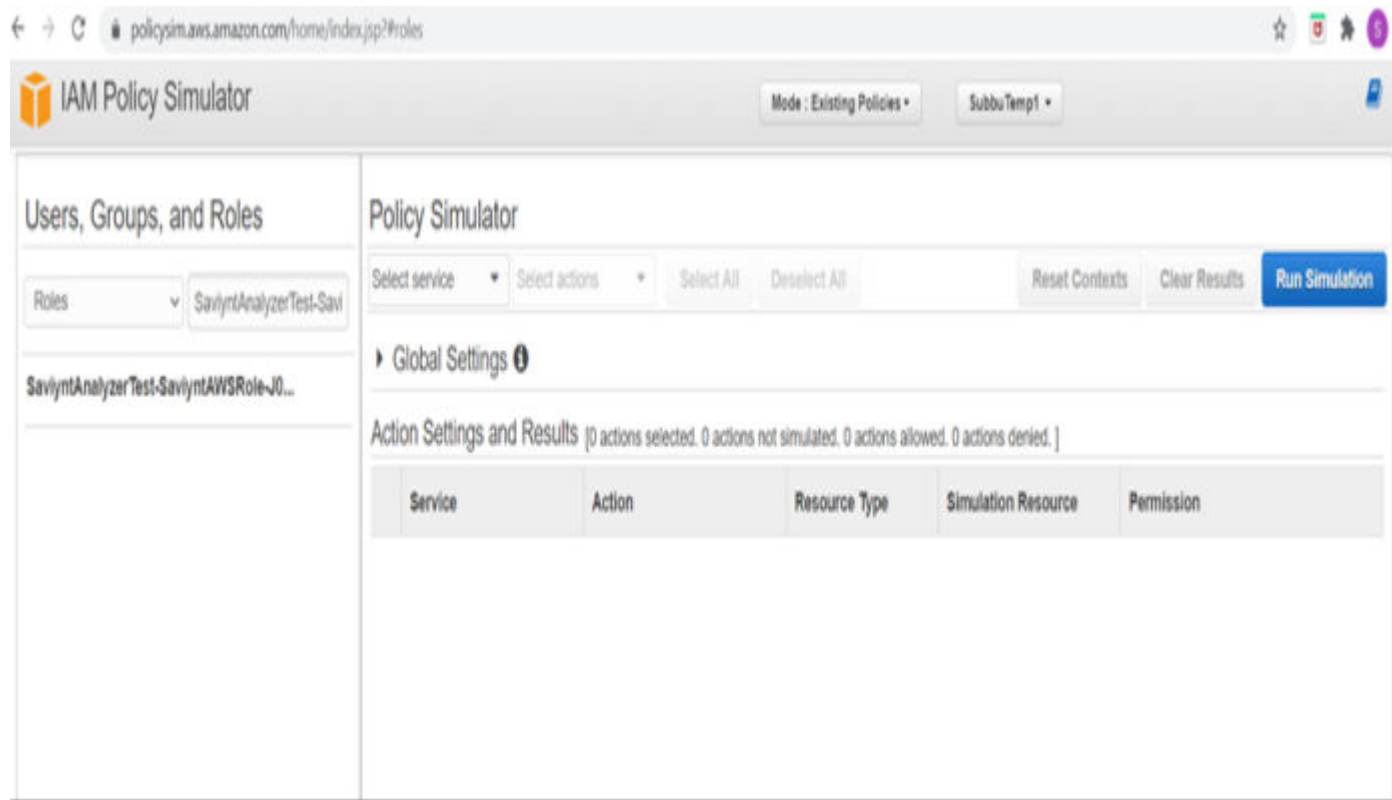 policysim.aws.amazon.com/home/index.jsp?#roles
S
IAM Policy Simulator
Mode : Existing Policies
SubbuTemp1
Users, Groups, and Roles
Roles
SaviyntAnalyzerTest-Savi
SaviyntAnalyzerTest-SaviyntAWSRole-J0...
Policy Simulator
Select service
Select actions
Select All
Deselect All
Reset Contexts
Clear Results
Run Simulation
Global Settings
Action Settings and Results [0 actions selected. 0 actions not simulated. 0 actions allowed. 0 actions denied. ]
Service Action Resource Type Simulation Resource Permission